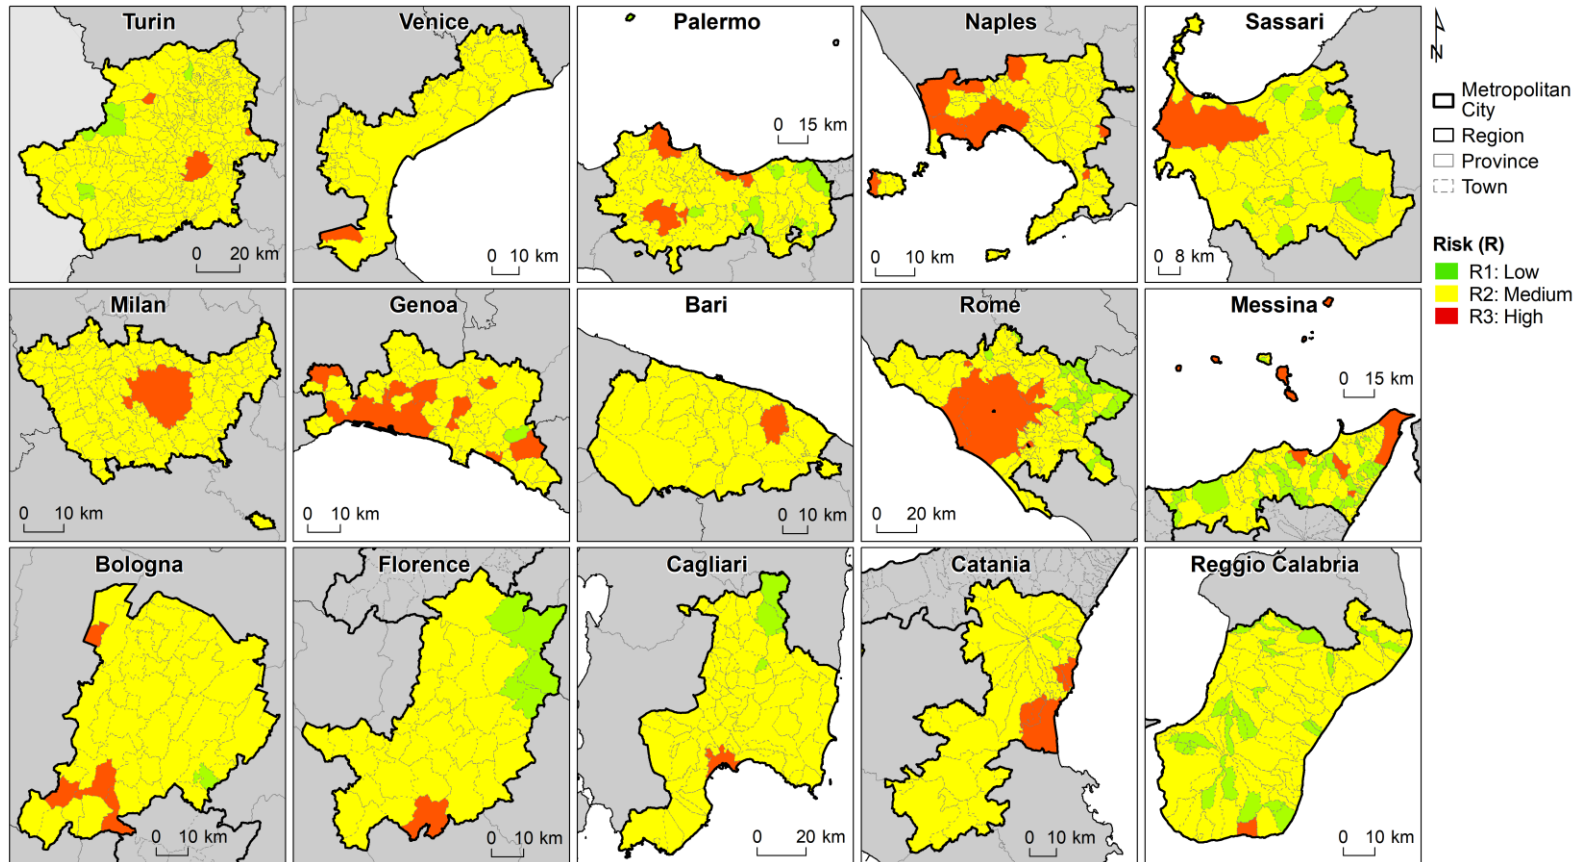 Turin
0 20 km
Venice
0 10 km
Palermo
0 15 km
Naples
0 10 km
Sassari
0 8 km
N
Metropolitan
City
Region
Province
Town
Risk (R)
R1: Low
R2: Medium
R3: High
Milan
0 10 km
Genoa
0 10 km
Bari
0 10 km
Rome
0 20 km
Messina
0 15 km
Bologna
0 10 km
Florence
0 10 km
Cagliari
0 20 km
Catania
0 10 km
Reggio Calabria
0 10 km